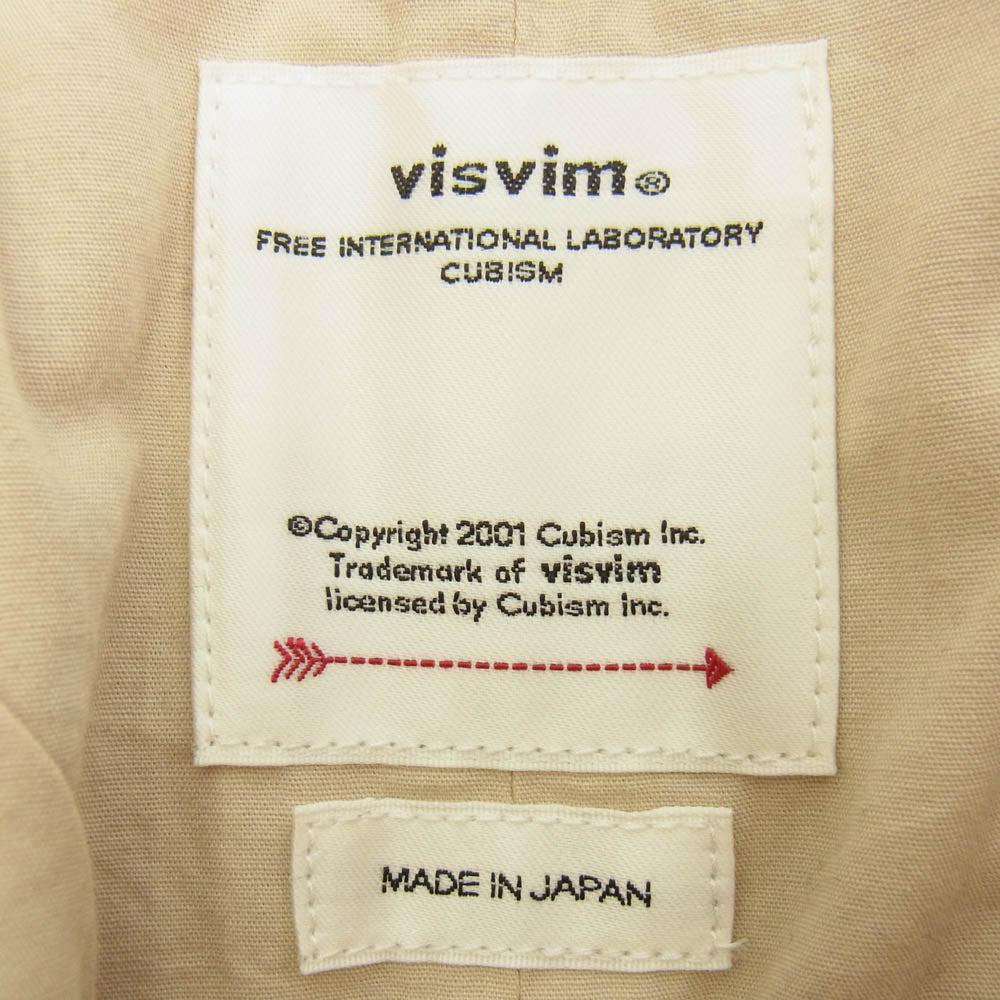 visvim®
FREE INTERNATIONAL LABORATORY
CUBISM
©Copyright 2001 Cubism Inc.
Trademark of visvim
licensed by Cubism Inc.
MADE IN JAPAN